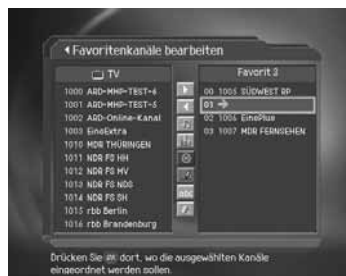 Favoritenkanäle bearbeiten
TV
1000 ARD-MHP-TEST-6
1001 ARD-MHP-TEST-5
1002 ARD-Online-Kanal
1003 EinsExtra
1010 MDR THÜRINGEN
1011 NDR FS HH
1012 NDR FS MV
1013 NDR FS NDS
1014 NDR FS SH
1015 rbb Berlin
1016 rbb Brandenburg
abc
Favorit 2
00 1005 SÜDWEST RP
01
02 1006 EinsPlus
03 1007 MDR FERNSEHEN
Drücken Sie OK dort, wo die ausgewählten Kanäle
eingeordnet werden sollen.